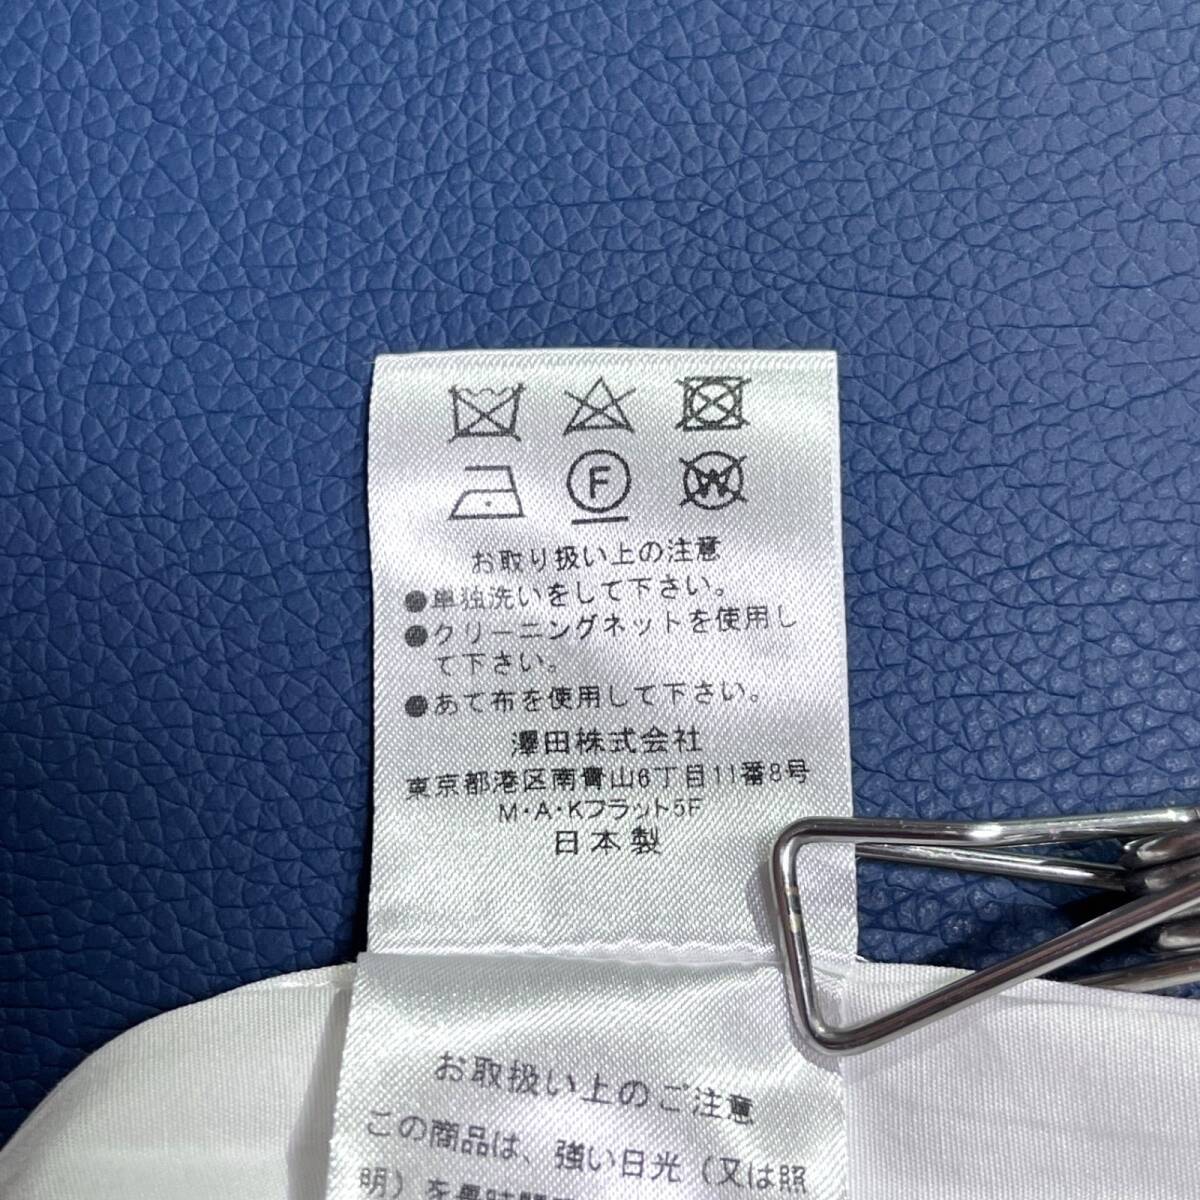 F
W
お取り扱い上の注意
●単独洗いをして下さい。
●クリーニングネットを使用し
て下さい。
●あて布を使用して下さい。
澤田株式会社
東京都港区南青山6丁目11番8号
M・A・Kフラット5F
日本製
お取扱い上のご注意
この商品は、強い日光（又は照
明）を長時間